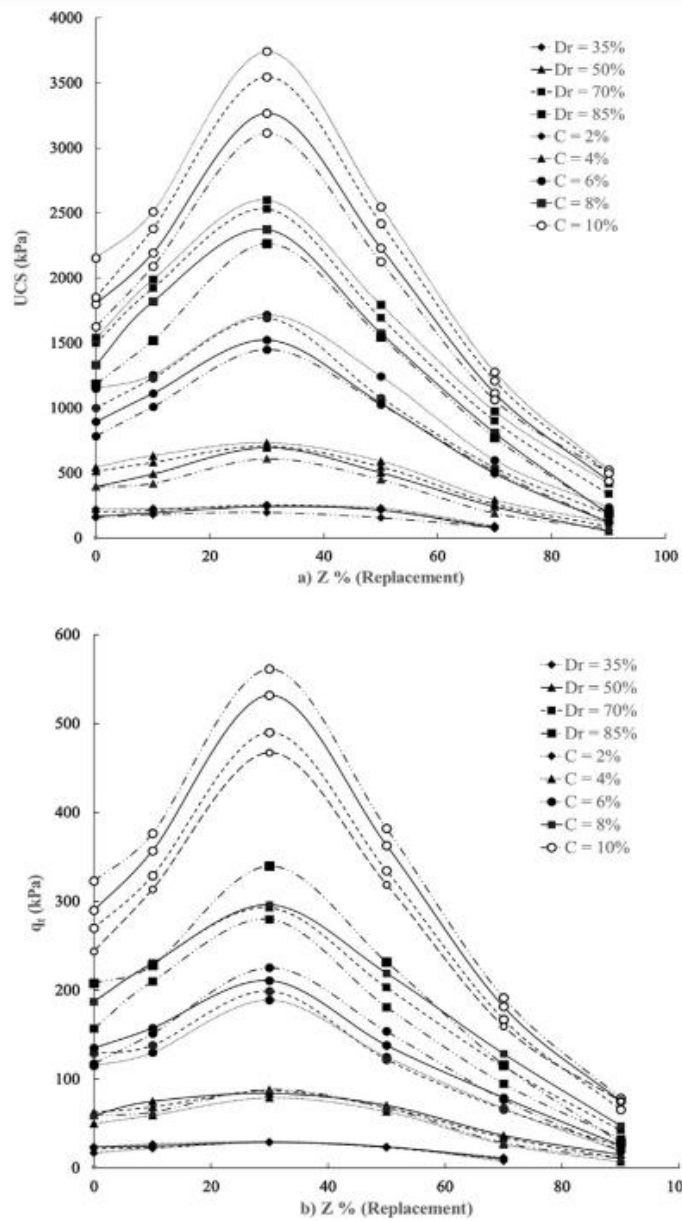 4000
3500
3000
2500
2000
1500
1000
500
0
UCS (kPa)
0 20 40 60 80 100
a) Z % (Replacement)
Dr = 35%
Dr = 50%
Dr = 70%
Dr = 85%
C = 2%
C = 4%
C = 6%
C = 8%
C = 10%
600
500
400
300
200
100
0
qt (kPa)
0 20 40 60 80 10
b) Z % (Replacement)
Dr = 35%
Dr = 50%
Dr = 70%
Dr = 85%
C = 2%
C = 4%
C = 6%
C = 8%
C = 10%